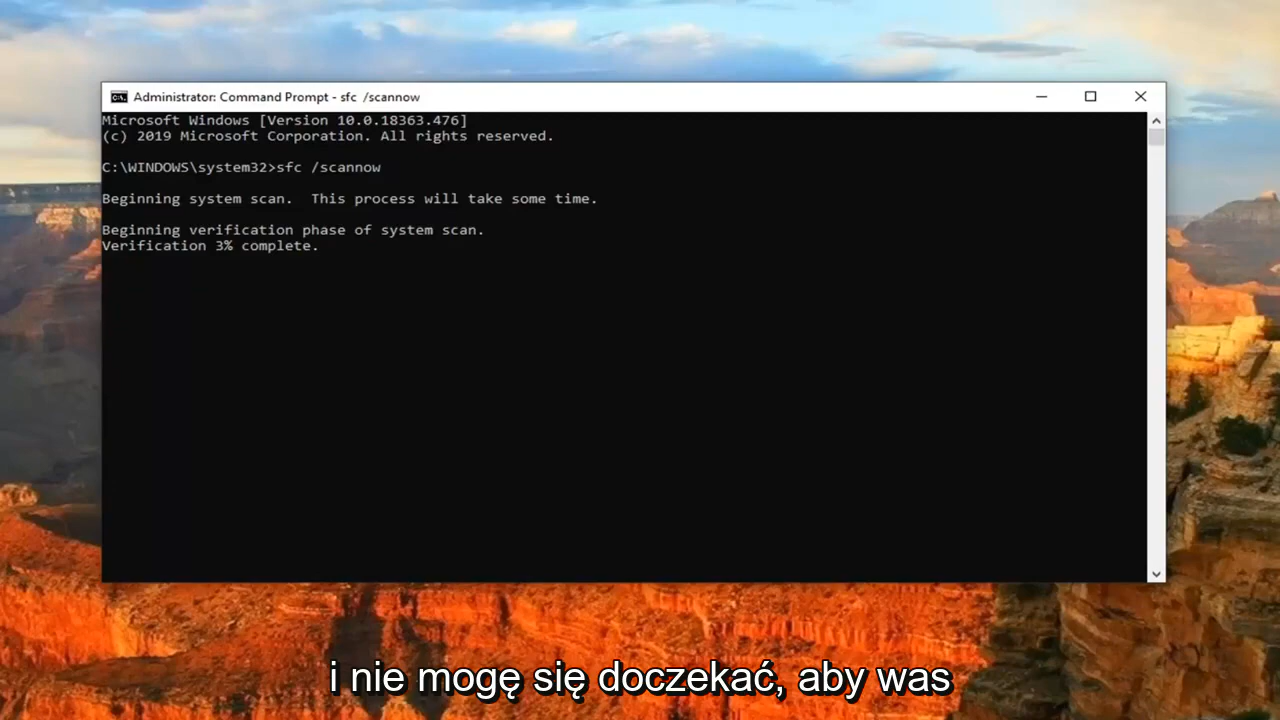 Administrator: Command Prompt - sfc /scannow
Microsoft Windows [Version 10.0.18363.476]
(c) 2019 Microsoft Corporation. All rights reserved.
C:\WINDOWS\system32>sfc /scannow
Beginning system scan.  This process will take some time.
Beginning verification phase of system scan.
Verification 3% complete.
i nie mogę się doczekać, aby was